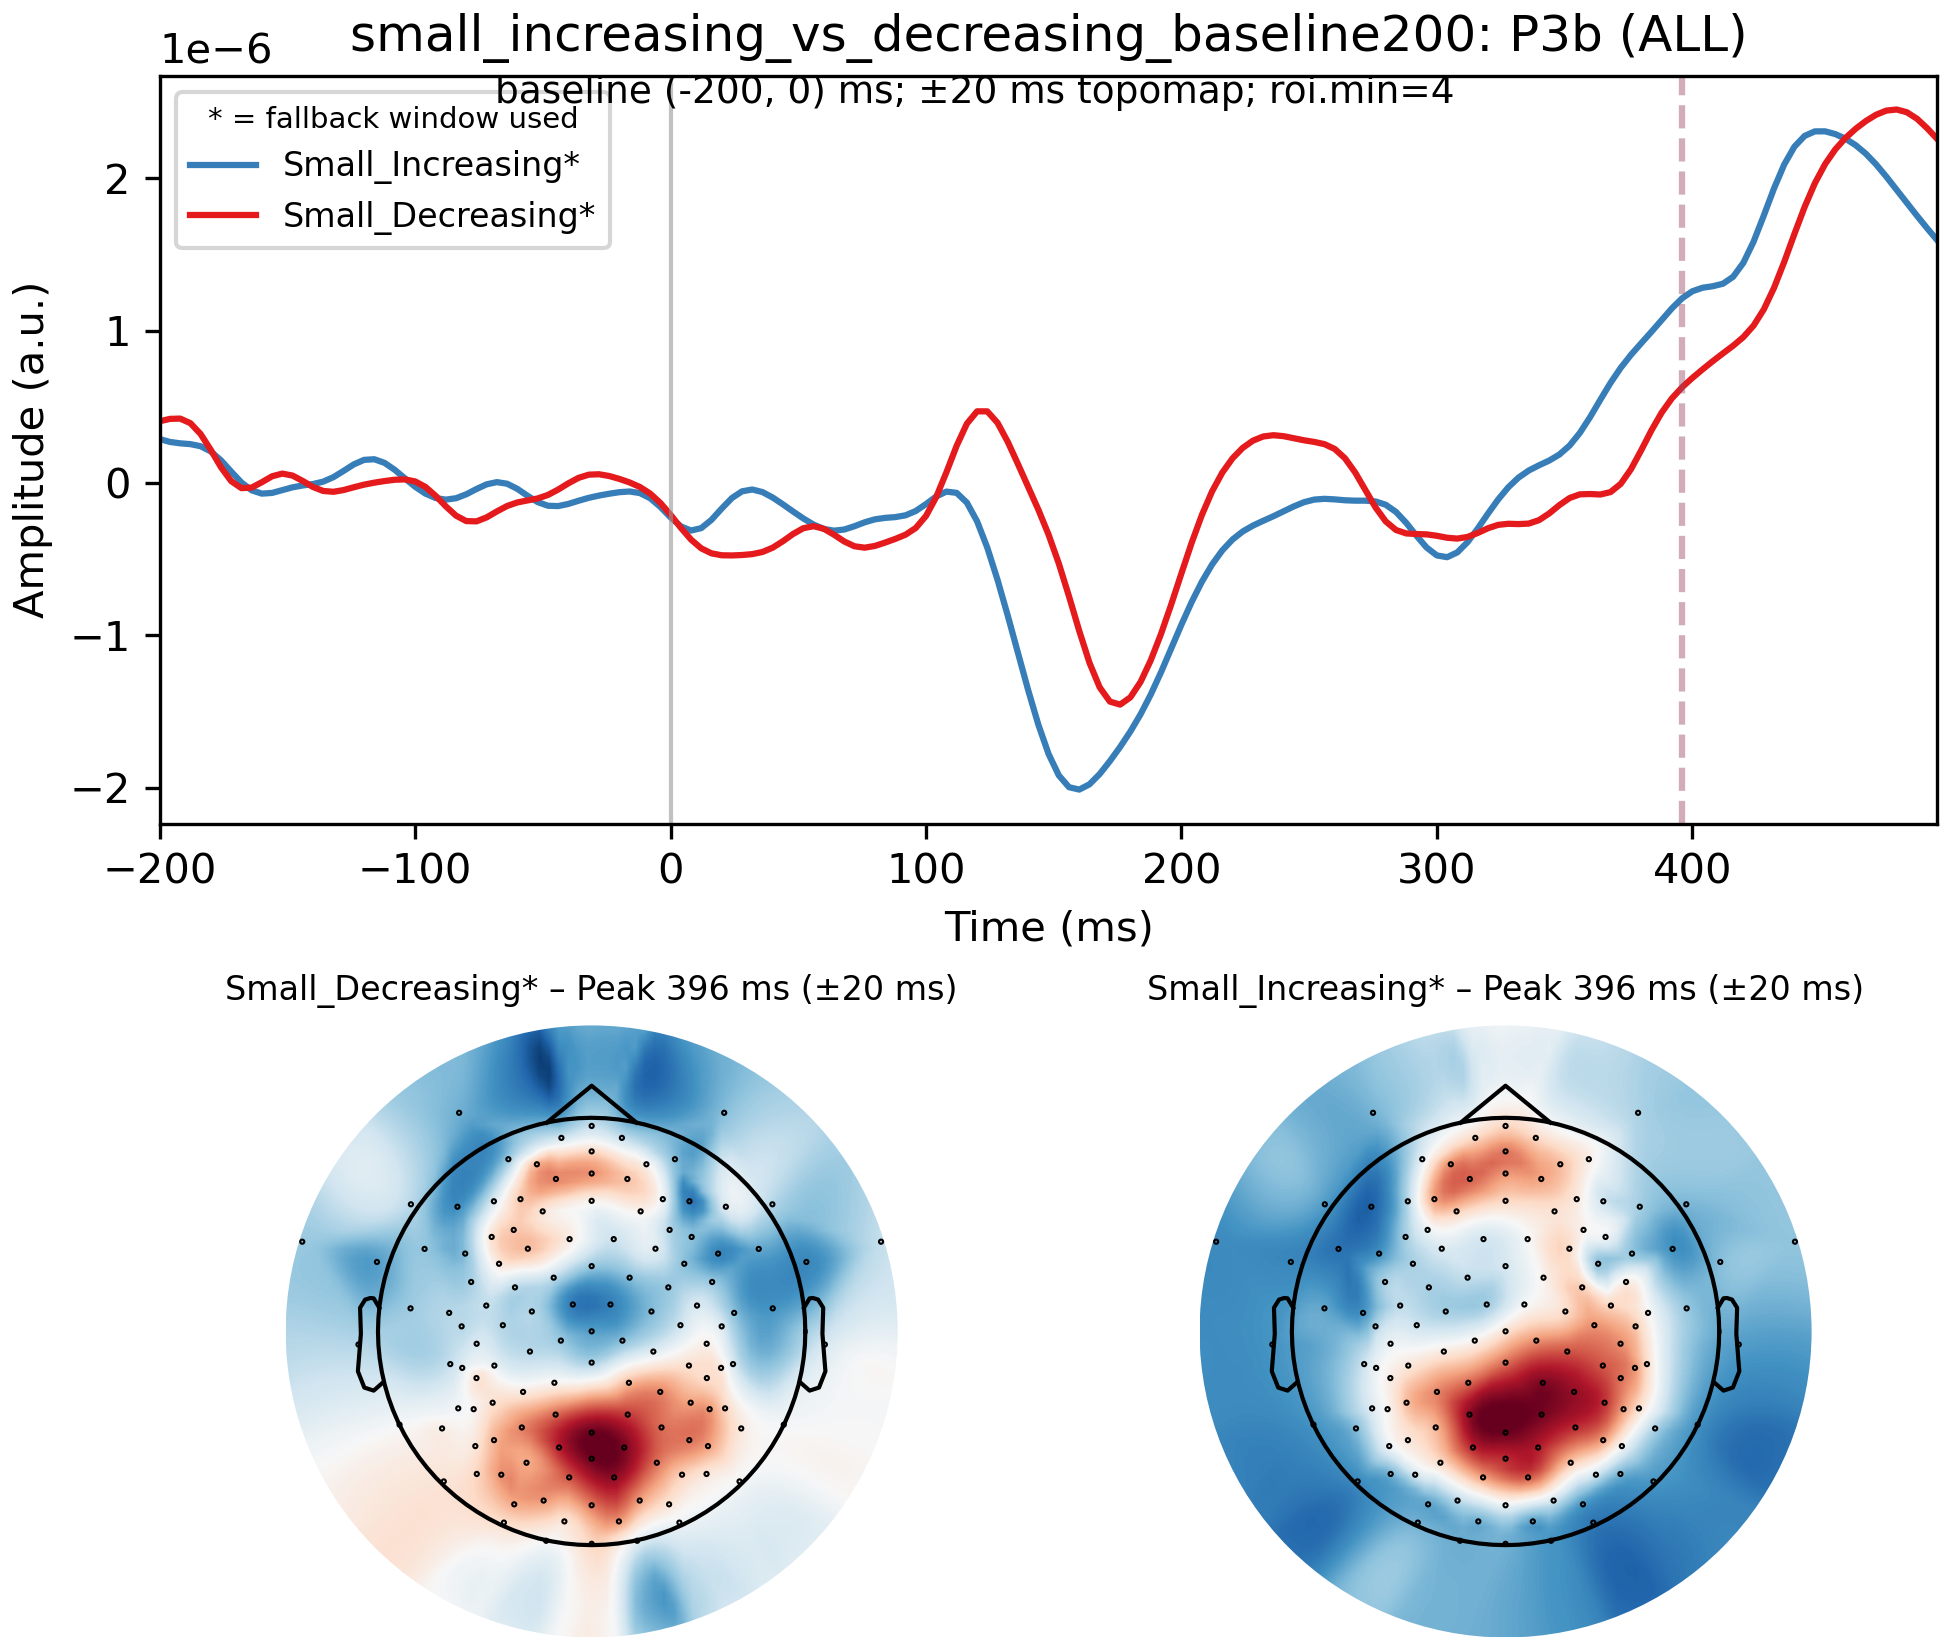 small_increasing_vs_decreasing_baseline200: P3b (ALL)
1e−6
baseline (-200, 0) ms; ±20 ms topomap; roi.min=4
* = fallback window used
Small_Increasing*
Small_Decreasing*
Amplitude (a.u.)
2
1
0
−1
−2
−200
−100
0
100
200
300
400
Time (ms)
Small_Decreasing* – Peak 396 ms (±20 ms)
Small_Increasing* – Peak 396 ms (±20 ms)